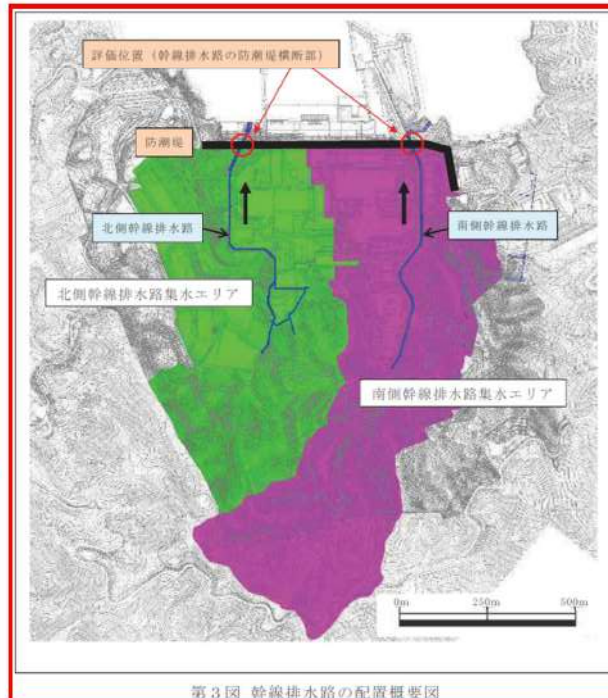 評価位置（幹線排水路の防潮堤横断部）
防潮堤
北側幹線排水路
南側幹線排水路
北側幹線排水路集水エリア
南側幹線排水路集水エリア
0m 250m 500m
第3図 幹線排水路の配置概要図